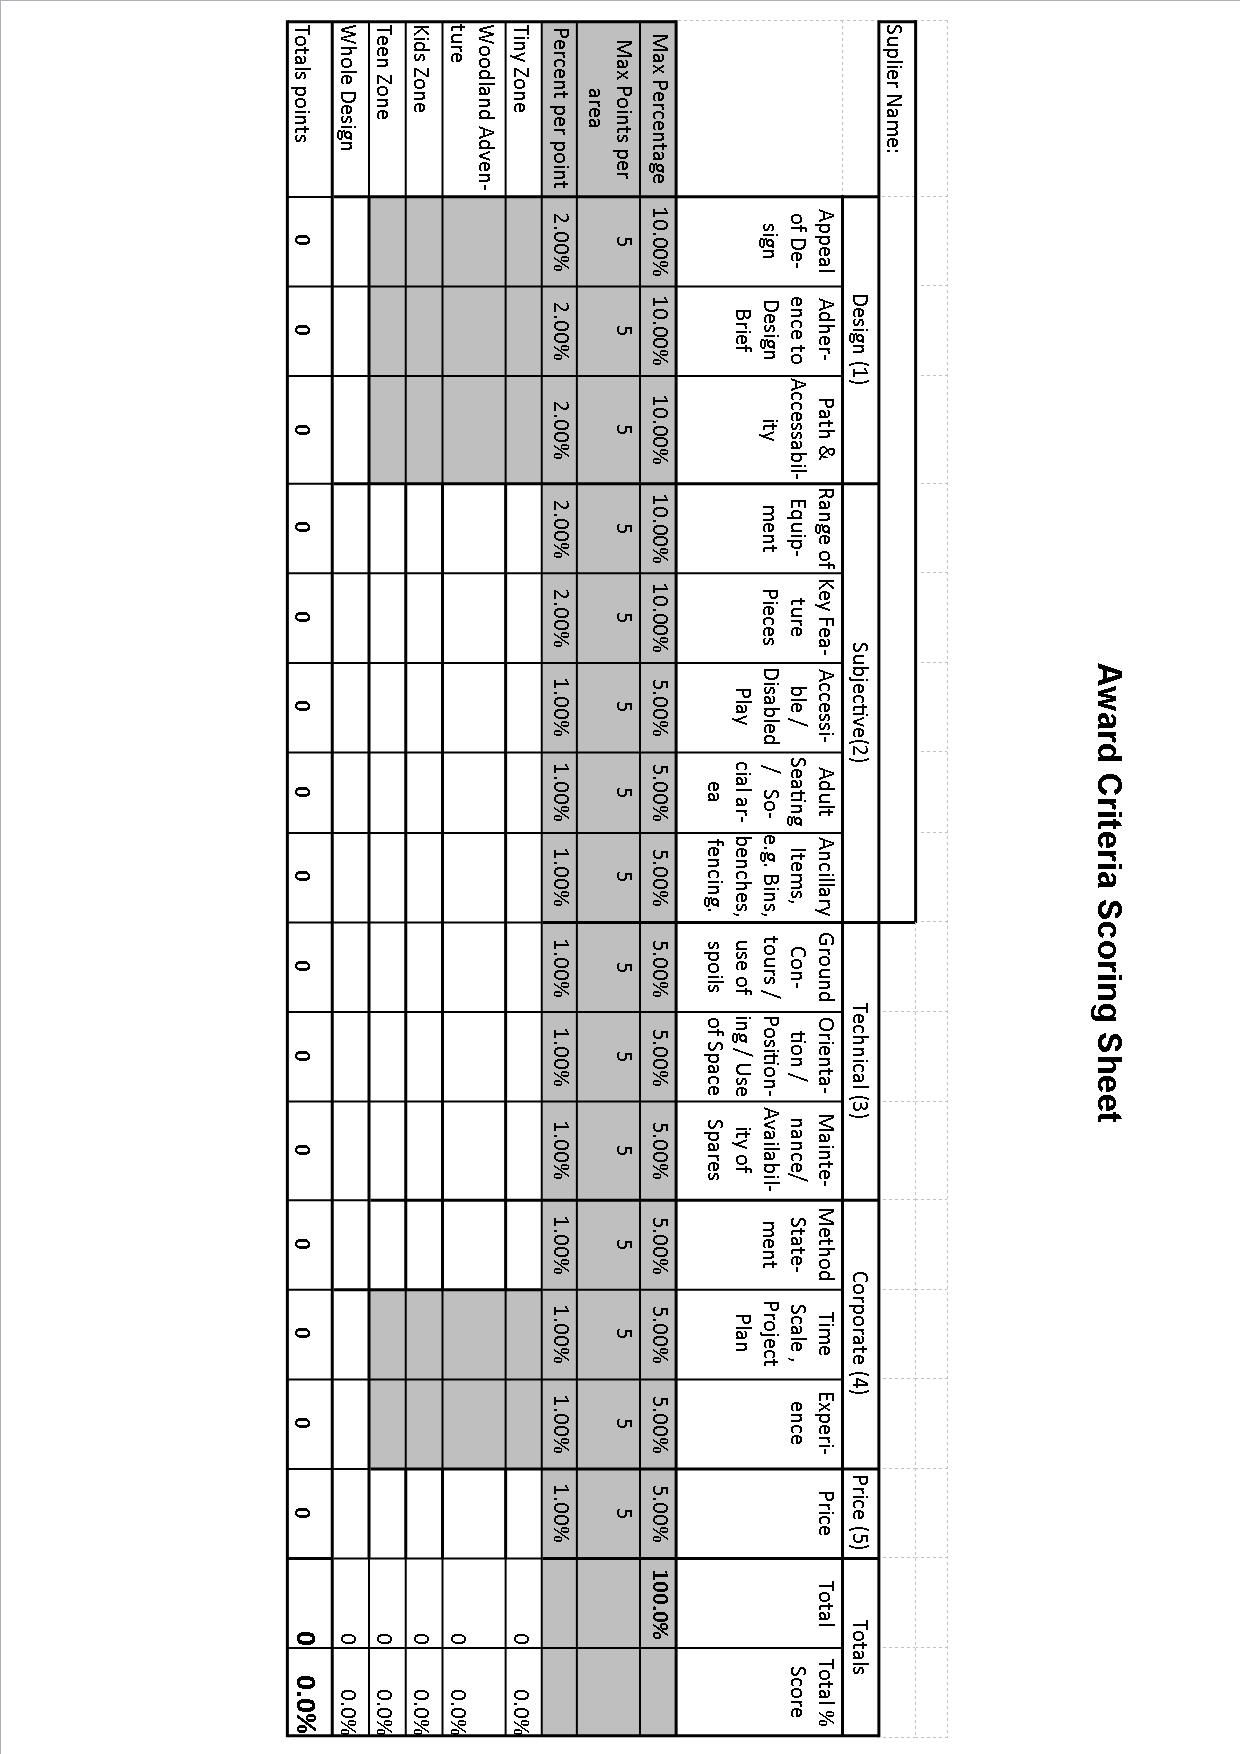 Award Criteria Scoring Sheet
Suplier Name:
Design (1) Subjective(2) Technical (3) Corporate (4) Price (5) Totals
Appeal Adher- Path & Range of Key Fea- Accessi- Adult Ancillary Ground Orienta- Mainte- Method Time Experi- Price Total Total %
of De- ence to Accessabil- Equip- ture ble / Seating Items, Con- tion / nance/ State- Scale , ence Score
sign Design ity ment Pieces Disabled / So- e.g. Bins, tours / Position- Availabil- ment Project
Brief Play cial ar- benches, use of ing / Use ity of Plan
ea fencing. spoils of Space Spares
Max Percentage 10.00% 10.00% 10.00% 10.00% 10.00% 5.00% 5.00% 5.00% 5.00% 5.00% 5.00% 5.00% 5.00% 5.00% 5.00% 100.0%
Max Points per 5 5 5 5 5 5 5 5 5 5 5 5 5 5 5
area
Percent per point 2.00% 2.00% 2.00% 2.00% 2.00% 1.00% 1.00% 1.00% 1.00% 1.00% 1.00% 1.00% 1.00% 1.00% 1.00%
Tiny Zone 0 0.0%
Woodland Adven-
ture 0 0.0%
Kids Zone 0 0.0%
Teen Zone 0 0.0%
Whole Design 0 0.0%
Totals points 0 0 0 0 0 0 0 0 0 0 0 0 0 0 0 0 0.0%